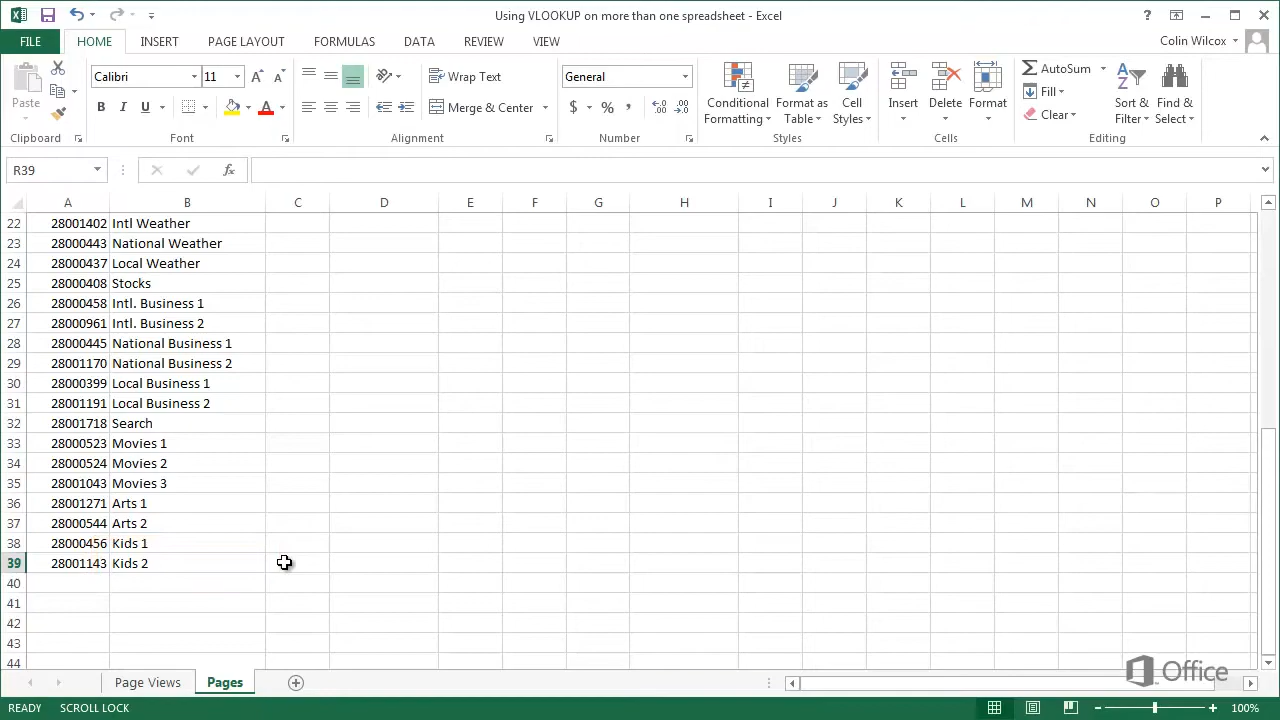 Using VLOOKUP on more than one spreadsheet - Excel
?
FILE HOME INSERT PAGE LAYOUT FORMULAS DATA REVIEW VIEW Colin Wilcox
Paste Calibri 11 A A Wrap Text General Conditional Formatting Format as Table Cell Styles Insert Delete Format AutoSum Fill Clear Sort & Filter Find & Select
B I U A Merge & Center $ % ,
Clipboard Font Alignment Number Styles Cells Editing
R39 fx
A B C D E F G H I J K L M N O P
22 28001402 Intl Weather
23 28000443 National Weather
24 28000437 Local Weather
25 28000408 Stocks
26 28000458 Intl. Business 1
27 28000961 Intl. Business 2
28 28000445 National Business 1
29 28001170 National Business 2
30 28000399 Local Business 1
31 28001191 Local Business 2
32 28001718 Search
33 28000523 Movies 1
34 28000524 Movies 2
35 28001043 Movies 3
36 28001271 Arts 1
37 28000544 Arts 2
38 28000456 Kids 1
39 28001143 Kids 2
40
41
42
43
44
Page Views Pages
Office
READY SCROLL LOCK 100%